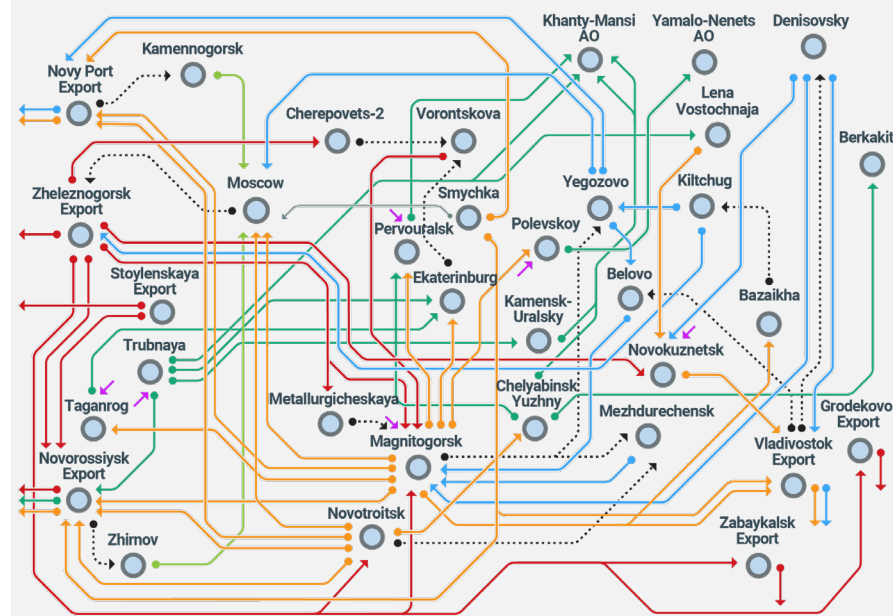 Khanty-Mansi
AO
Yamalo-Nenets
AO
Denisovsky
Kamennogorsk
Novy Port
Export
Lena
Vostochnaja
Cherepovets-2
Vorontskova
Berkakit
Zheleznogorsk
Export
Moscow
Smychka
Yegozovo
Kiltchug
Pervouralsk
Polevskoy
Stoylenskaya
Export
Ekaterinburg
Belovo
Bazaikha
Kamensk-
Uralsky
Trubnaya
Novokuznetsk
Chelyabinsk
Yuzhny
Taganrog
Metallurgicheskaya
Mezhdurechensk
Grodekovo
Export
Magnitogorsk
Vladivostok
Export
Novorossiysk
Export
Novotroitsk
Zabaykalsk
Export
Zhirnov